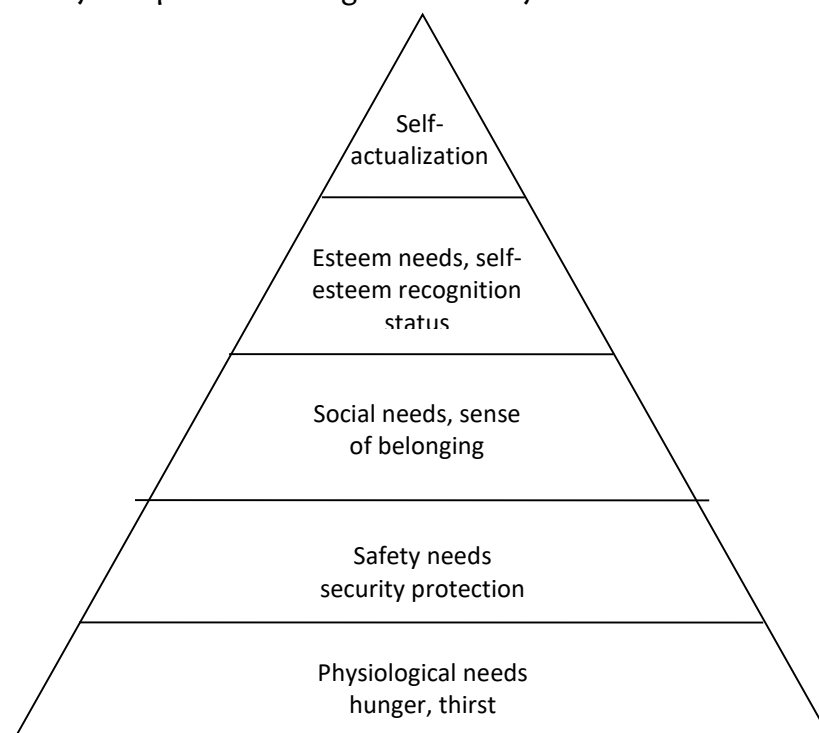 Self-
actualization
Esteem needs, self-
esteem recognition
status
Social needs, sense
of belonging
Safety needs
security protection
Physiological needs
hunger, thirst